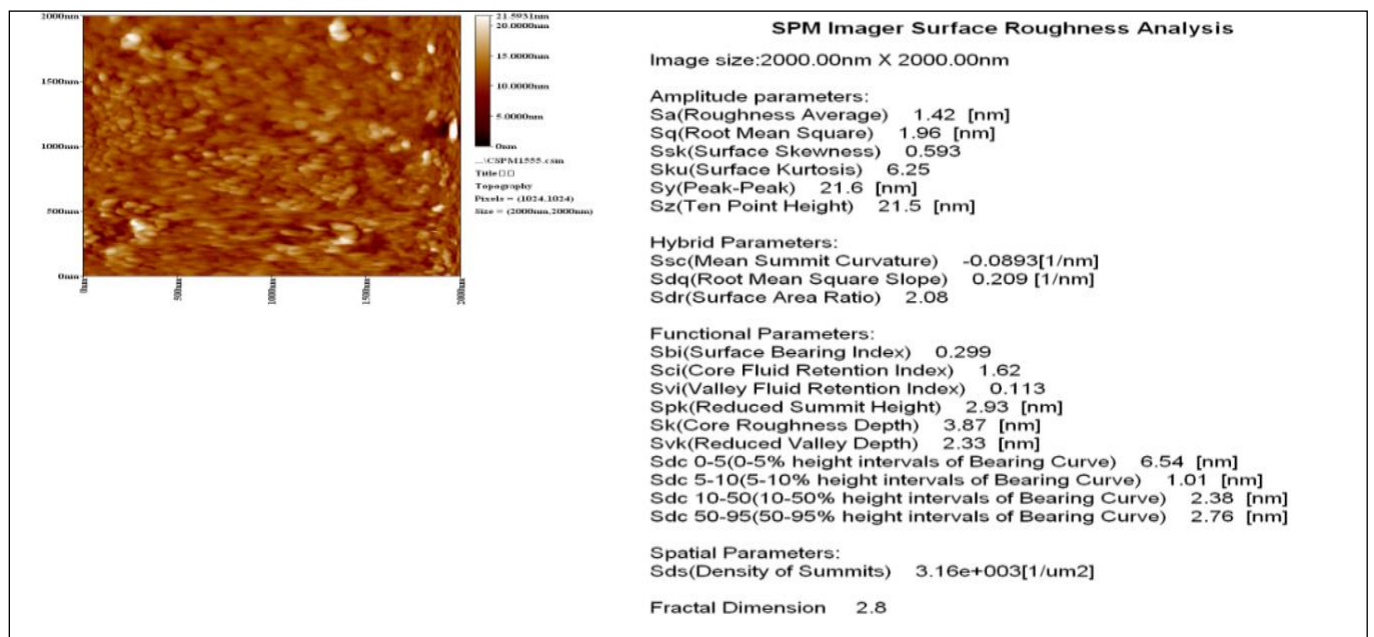 2000nm
1500nm
1000nm
500nm
0nm
0nm
500nm
1000nm
1500nm
2000nm
21.5931nm
20.0000nm
15.0000nm
10.0000nm
5.0000nm
0nm
...\CSPM1555.csm
Title
Topography
Pixels = (1024,1024)
Size = (2000nm,2000nm)
SPM Imager Surface Roughness Analysis
Image size:2000.00nm X 2000.00nm
Amplitude parameters:
Sa(Roughness Average) 1.42 [nm]
Sq(Root Mean Square) 1.96 [nm]
Ssk(Surface Skewness) 0.593
Sku(Surface Kurtosis) 6.25
Sy(Peak-Peak) 21.6 [nm]
Sz(Ten Point Height) 21.5 [nm]
Hybrid Parameters:
Ssc(Mean Summit Curvature) -0.0893[1/nm]
Sdq(Root Mean Square Slope) 0.209 [1/nm]
Sdr(Surface Area Ratio) 2.08
Functional Parameters:
Sbi(Surface Bearing Index) 0.299
Sci(Core Fluid Retention Index) 1.62
Svi(Valley Fluid Retention Index) 0.113
Spk(Reduced Summit Height) 2.93 [nm]
Sk(Core Roughness Depth) 3.87 [nm]
Svk(Reduced Valley Depth) 2.33 [nm]
Sdc 0-5(0-5% height intervals of Bearing Curve) 6.54 [nm]
Sdc 5-10(5-10% height intervals of Bearing Curve) 1.01 [nm]
Sdc 10-50(10-50% height intervals of Bearing Curve) 2.38 [nm]
Sdc 50-95(50-95% height intervals of Bearing Curve) 2.76 [nm]
Spatial Parameters:
Sds(Density of Summits) 3.16e+003[1/um2]
Fractal Dimension 2.8